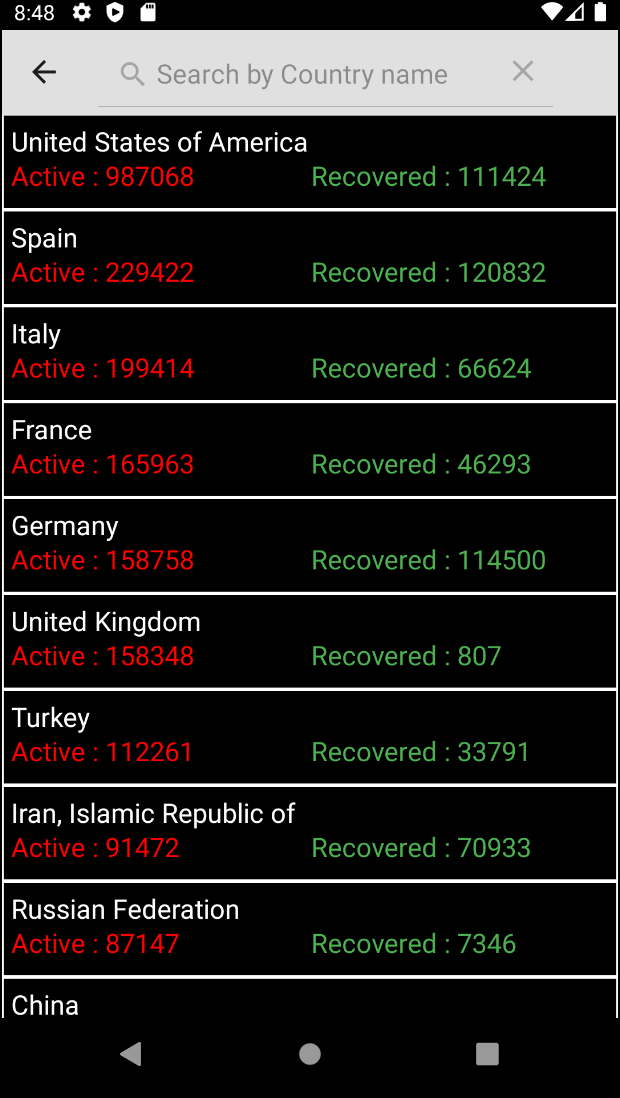 8:48
Search by Country name
United States of America
Active : 987068 Recovered : 111424
Spain
Active : 229422 Recovered : 120832
Italy
Active : 199414 Recovered : 66624
France
Active : 165963 Recovered : 46293
Germany
Active : 158758 Recovered : 114500
United Kingdom
Active : 158348 Recovered : 807
Turkey
Active : 112261 Recovered : 33791
Iran, Islamic Republic of
Active : 91472 Recovered : 70933
Russian Federation
Active : 87147 Recovered : 7346
China